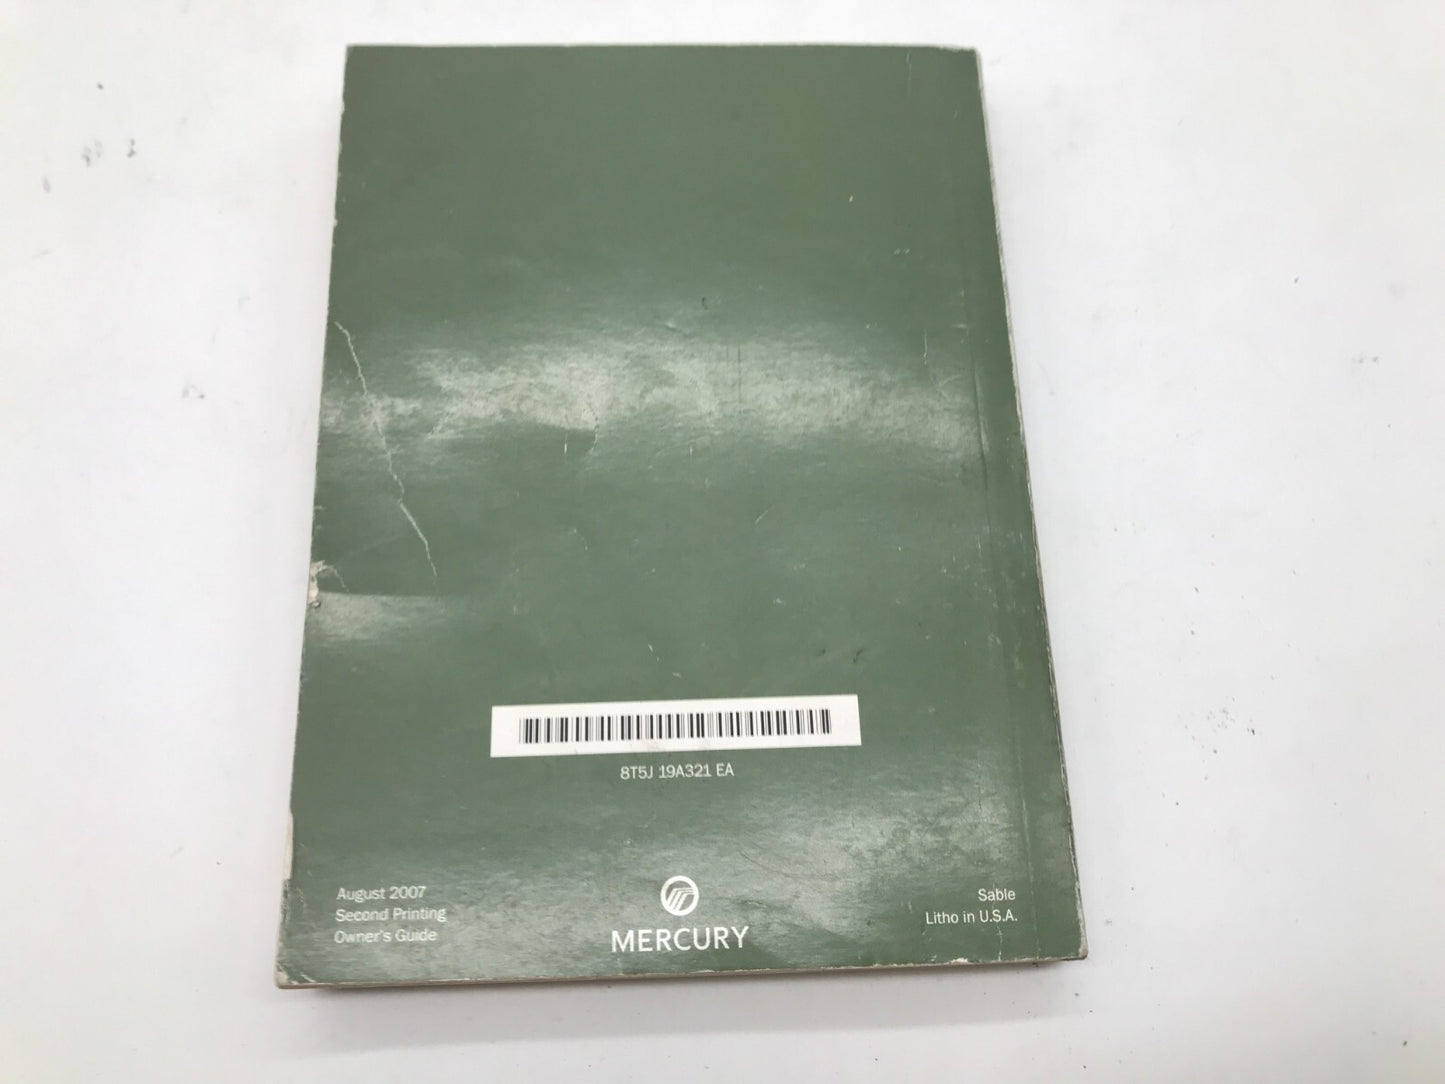 8T5J 19A321 EA
August 2007
Second Printing
Owner's Guide
MERCURY
Sable
Litho in U.S.A.